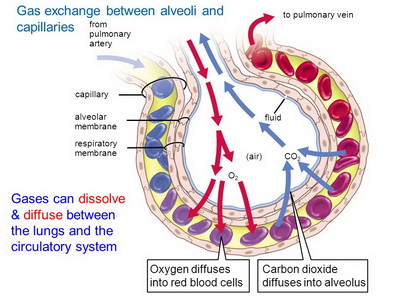 Gas exchange between alveoli and
capillaries
from
pulmonary
artery
to pulmonary vein
capillary
alveolar
membrane
respiratory
membrane
fluid
(air)
CO2
O2
Gases can dissolve
& diffuse between
the lungs and the
circulatory system
Oxygen diffuses
into red blood cells
Carbon dioxide
diffuses into alveolus